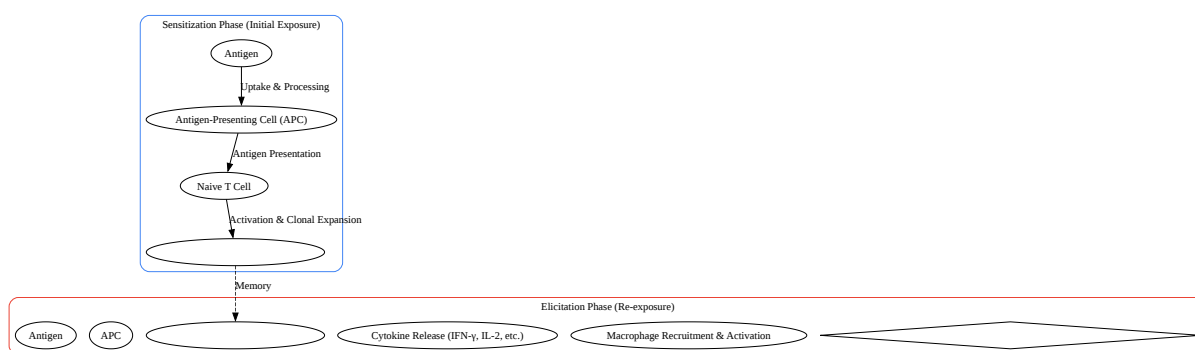 Sensitization Phase (Initial Exposure)
Antigen
Uptake & Processing
Antigen-Presenting Cell (APC)
Antigen Presentation
Naive T Cell
Activation & Clonal Expansion
Memory
Elicitation Phase (Re-exposure)
Antigen
APC
Cytokine Release (IFN-γ, IL-2, etc.)
Macrophage Recruitment & Activation